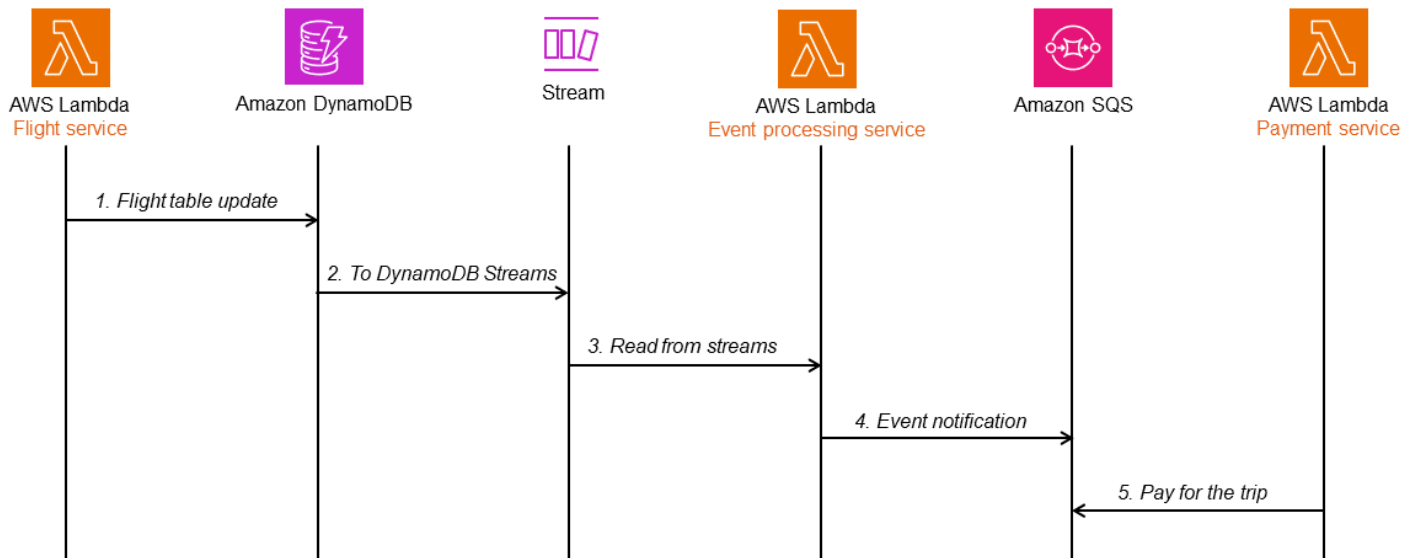 AWS Lambda
Flight service
Amazon DynamoDB
Stream
AWS Lambda
Event processing service
Amazon SQS
AWS Lambda
Payment service
1. Flight table update
2. To DynamoDB Streams
3. Read from streams
4. Event notification
5. Pay for the trip